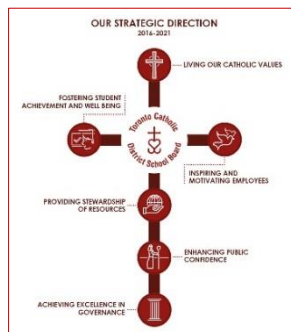 OUR STRATEGIC DIRECTION
2016-2021
LIVING OUR CATHOLIC VALUES
FOSTERING STUDENT
ACHIEVEMENT AND WELL BEING
Toronto Catholic
District School Board
INSPIRING AND
MOTIVATING EMPLOYEES
PROVIDING STEWARDSHIP
OF RESOURCES
ENHANCING PUBLIC
CONFIDENCE
ACHIEVING EXCELLENCE IN
GOVERNANCE